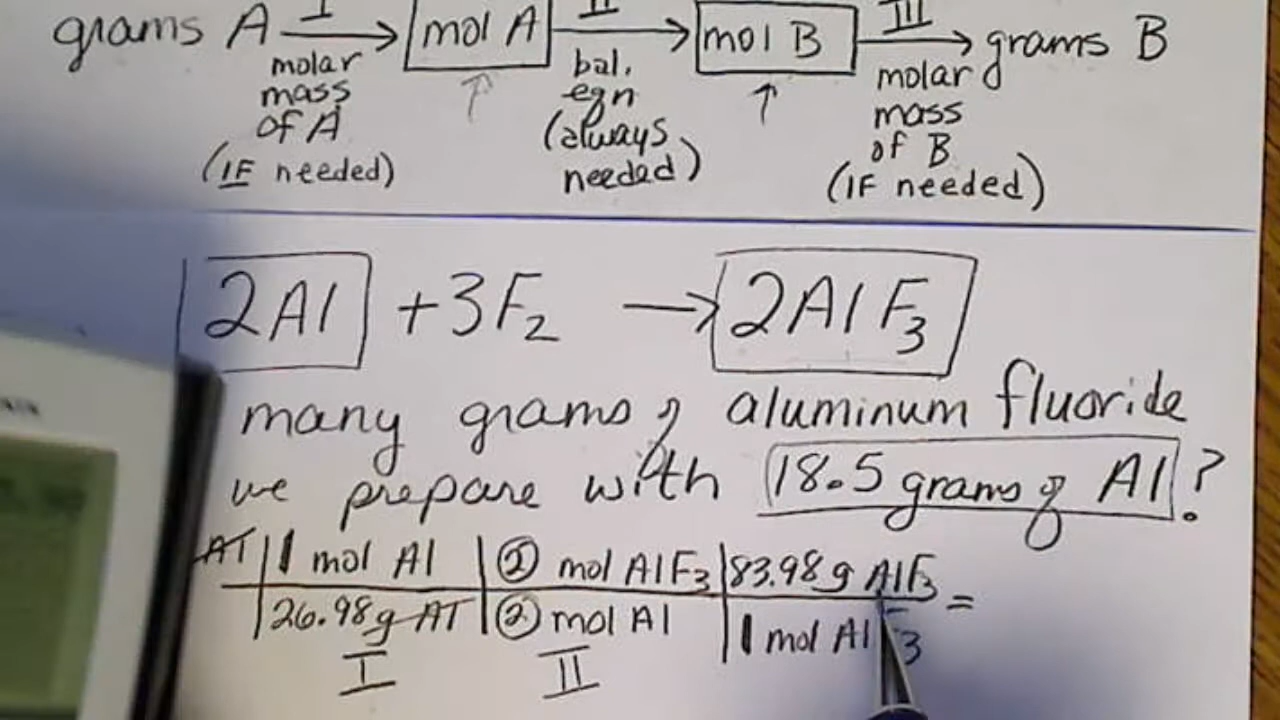 grams A I mol A II mol B III grams B
molar mass of A (IF needed)
bal. eqn (always needed)
molar mass of B (IF needed)
2Al + 3F2 → 2AlF3
many grams of aluminum fluoride
we prepare with 18.5 grams of Al?
Al 1 mol Al ② mol AlF3 83.98 g AlF3 =
26.98 g Al ② mol Al 1 mol AlF3
I II